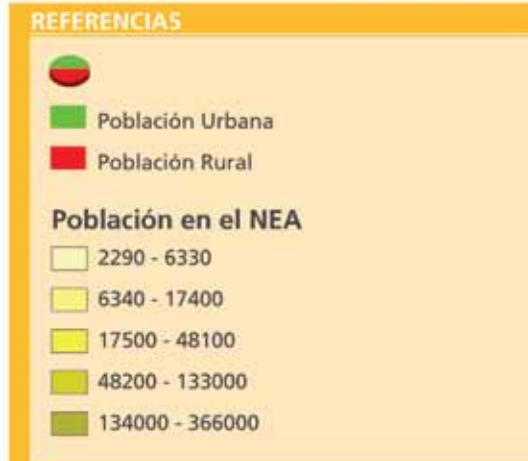 REFERENCIAS
Población Urbana
Población Rural
Población en el NEA
2290 - 6330
6340 - 17400
17500 - 48100
48200 - 133000
134000 - 366000